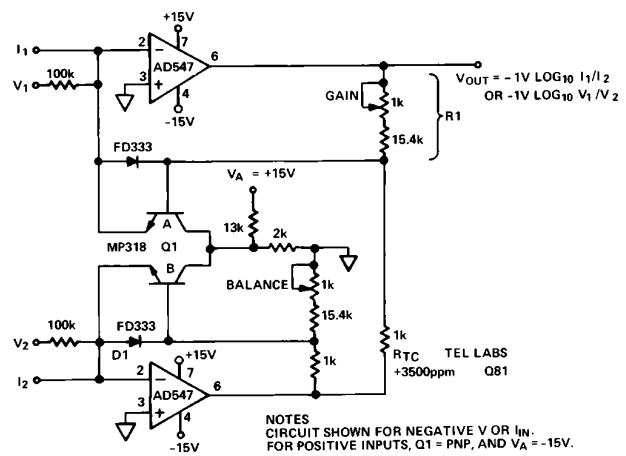 +15V
I1
2
7
AD547
6
V1
100k
3
4
-15V
VOUT = -1V LOG10 I1/I2
OR -1V LOG10 V1/V2
GAIN
1k
R1
15.4k
FD333
VA = +15V
A
13k
2k
MP318 Q1
B
BALANCE
1k
15.4k
V2
100k
FD333
D1
1k
1k
RTC
TEL LABS
+3500ppm
Q81
+15V
I2
2
7
AD547
6
3
4
-15V
NOTES
CIRCUIT SHOWN FOR NEGATIVE V OR IIN.
FOR POSITIVE INPUTS, Q1 = PNP, AND VA = -15V.